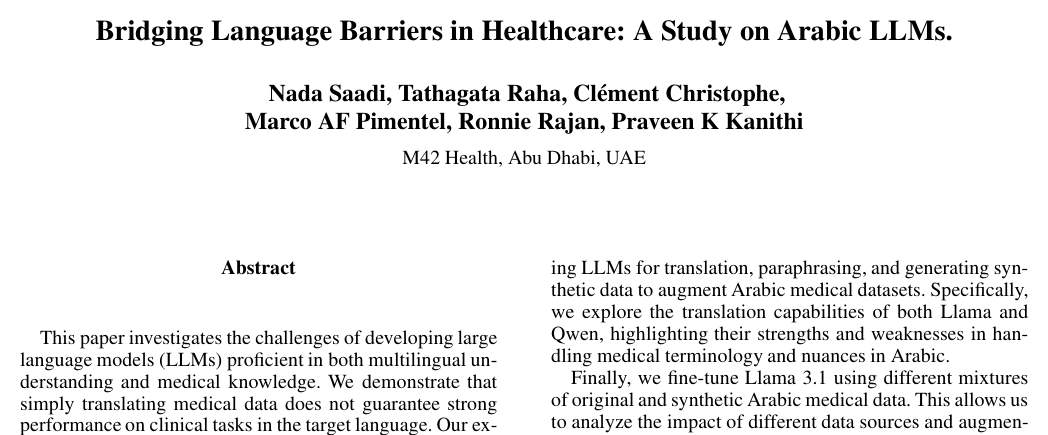 Bridging Language Barriers in Healthcare: A Study on Arabic LLMs.
Nada Saadi, Tathagata Raha, Clément Christophe,
Marco AF Pimentel, Ronnie Rajan, Praveen K Kanithi
M42 Health, Abu Dhabi, UAE
Abstract
This paper investigates the challenges of developing large
language models (LLMs) proficient in both multilingual un-
derstanding and medical knowledge. We demonstrate that
simply translating medical data does not guarantee strong
performance on clinical tasks in the target language. Our ex-
ing LLMs for translation, paraphrasing, and generating syn-
thetic data to augment Arabic medical datasets. Specifically,
we explore the translation capabilities of both Llama and
Qwen, highlighting their strengths and weaknesses in han-
dling medical terminology and nuances in Arabic.
Finally, we fine-tune Llama 3.1 using different mixtures
of original and synthetic Arabic medical data. This allows us
to analyze the impact of different data sources and augmen-